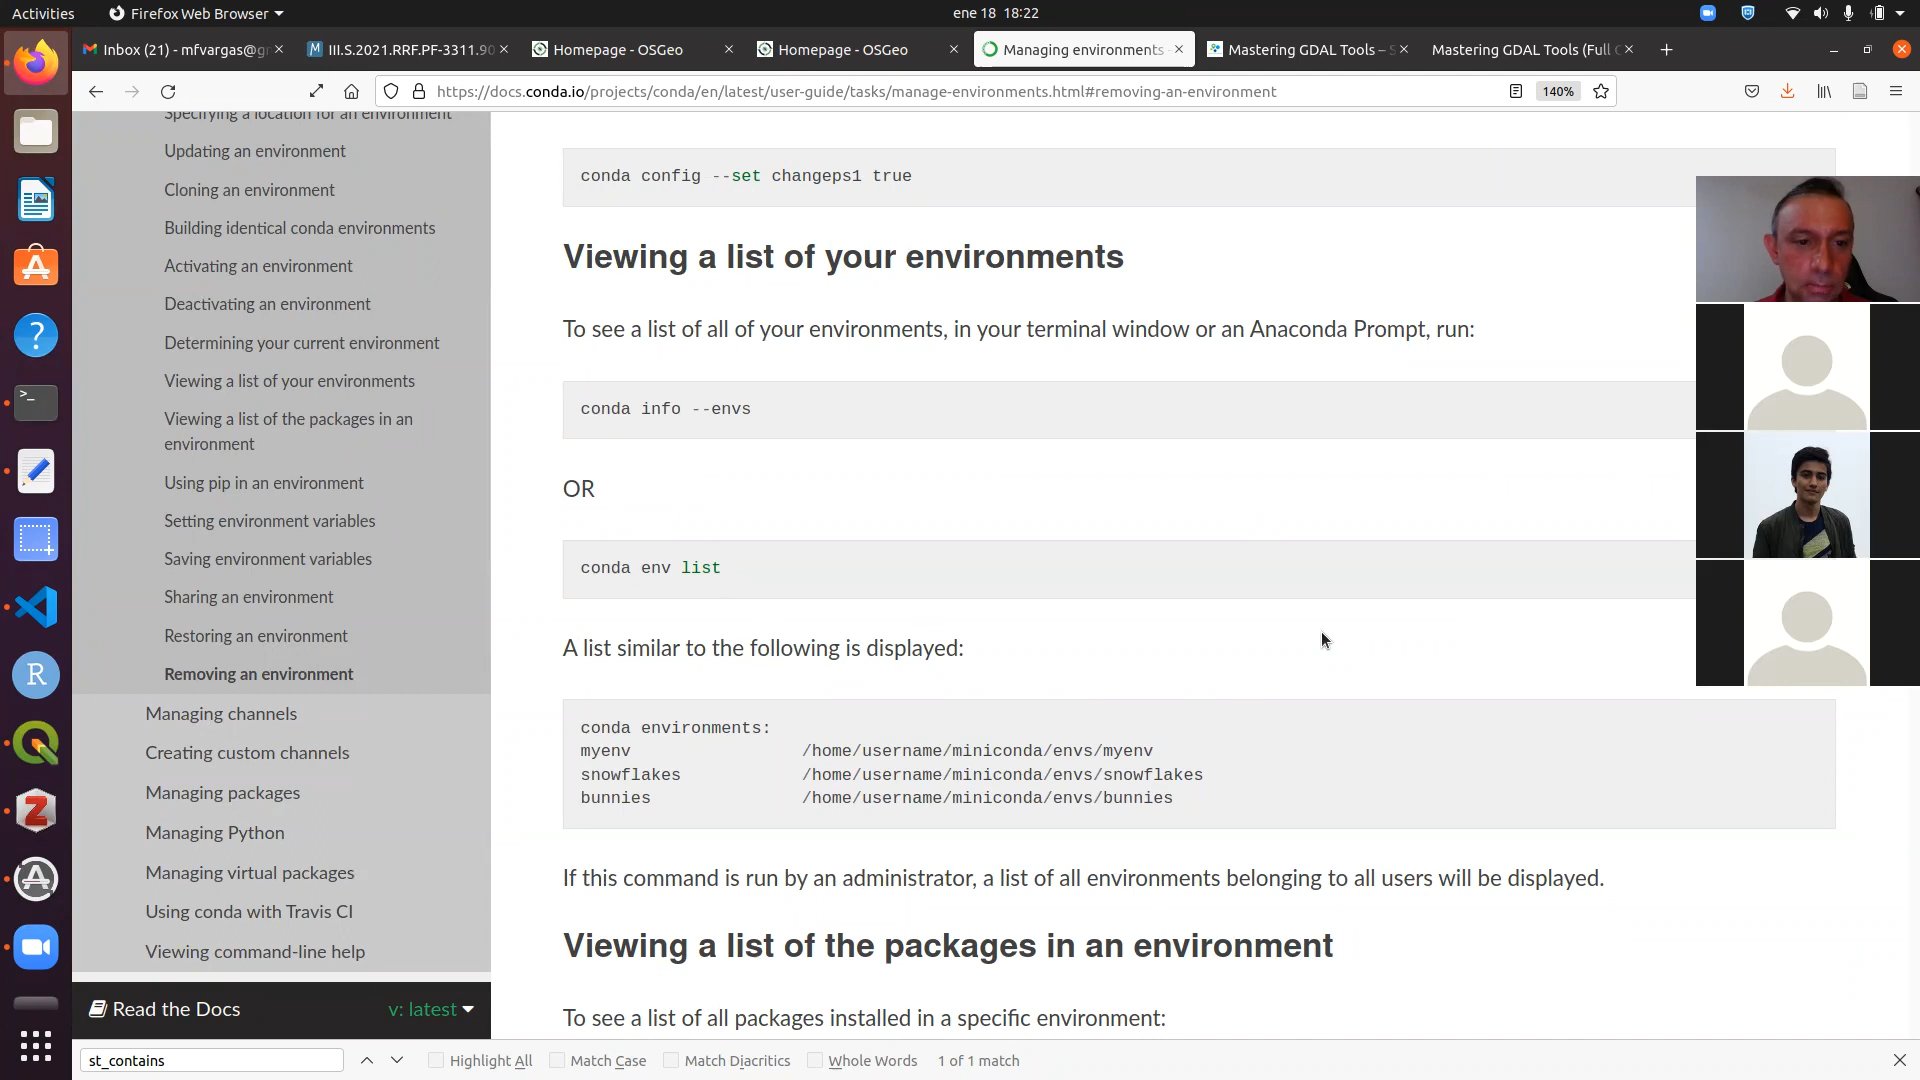 Activities
Firefox Web Browser
ene 18 18:22
Inbox (21) - mfvargas@gr
III.S.2021.RRF.PF-3311.90
Homepage - OSGeo
Homepage - OSGeo
Managing environments
Mastering GDAL Tools – S
Mastering GDAL Tools (Full C
https://docs.conda.io/projects/conda/en/latest/user-guide/tasks/manage-environments.html#removing-an-environment
140%
Specifying a location for an environment
Updating an environment
Cloning an environment
Building identical conda environments
Activating an environment
Deactivating an environment
Determining your current environment
Viewing a list of your environments
Viewing a list of the packages in an
environment
Using pip in an environment
Setting environment variables
Saving environment variables
Sharing an environment
Restoring an environment
Removing an environment
Managing channels
Creating custom channels
Managing packages
Managing Python
Managing virtual packages
Using conda with Travis CI
Viewing command-line help
Read the Docs
v: latest
conda config --set changeps1 true
Viewing a list of your environments
To see a list of all of your environments, in your terminal window or an Anaconda Prompt, run:
conda info --envs
OR
conda env list
A list similar to the following is displayed:
conda environments:
myenv /home/username/miniconda/envs/myenv
snowflakes /home/username/miniconda/envs/snowflakes
bunnies /home/username/miniconda/envs/bunnies
If this command is run by an administrator, a list of all environments belonging to all users will be displayed.
Viewing a list of the packages in an environment
To see a list of all packages installed in a specific environment:
st_contains
Highlight All
Match Case
Match Diacritics
Whole Words
1 of 1 match